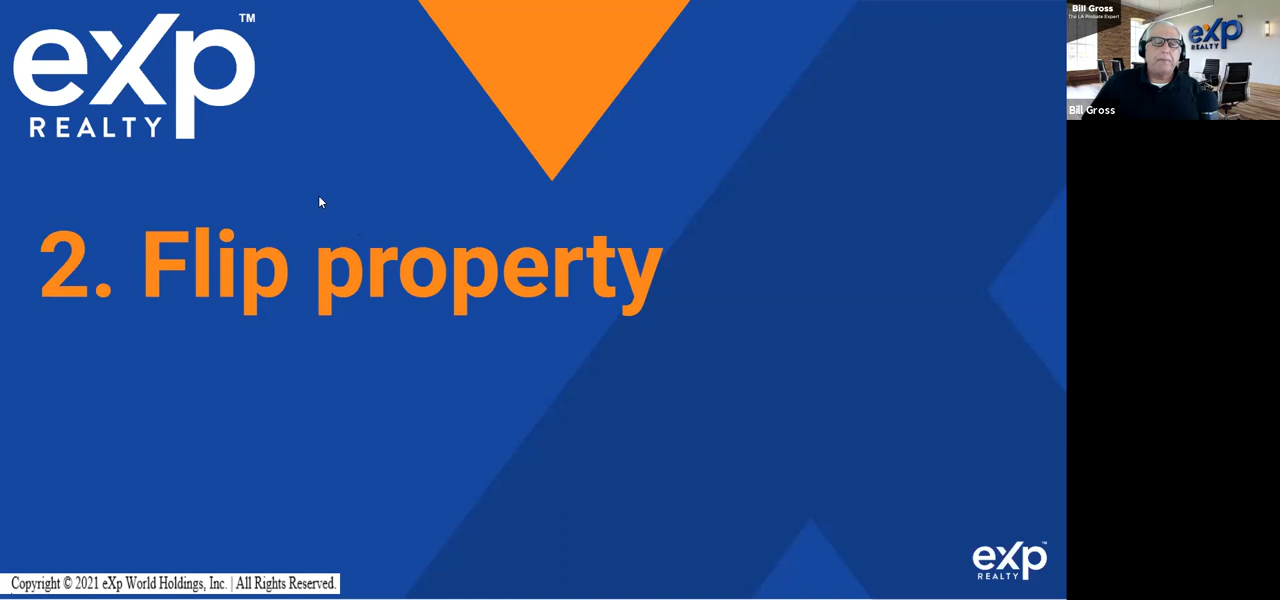 eXp
REALTY
TM
2. Flip property
eXp
REALTY
Copyright © 2021 eXp World Holdings, Inc. | All Rights Reserved.
Bill Gross
The LA Probate Expert
eXp
REALTY
Bill Gross